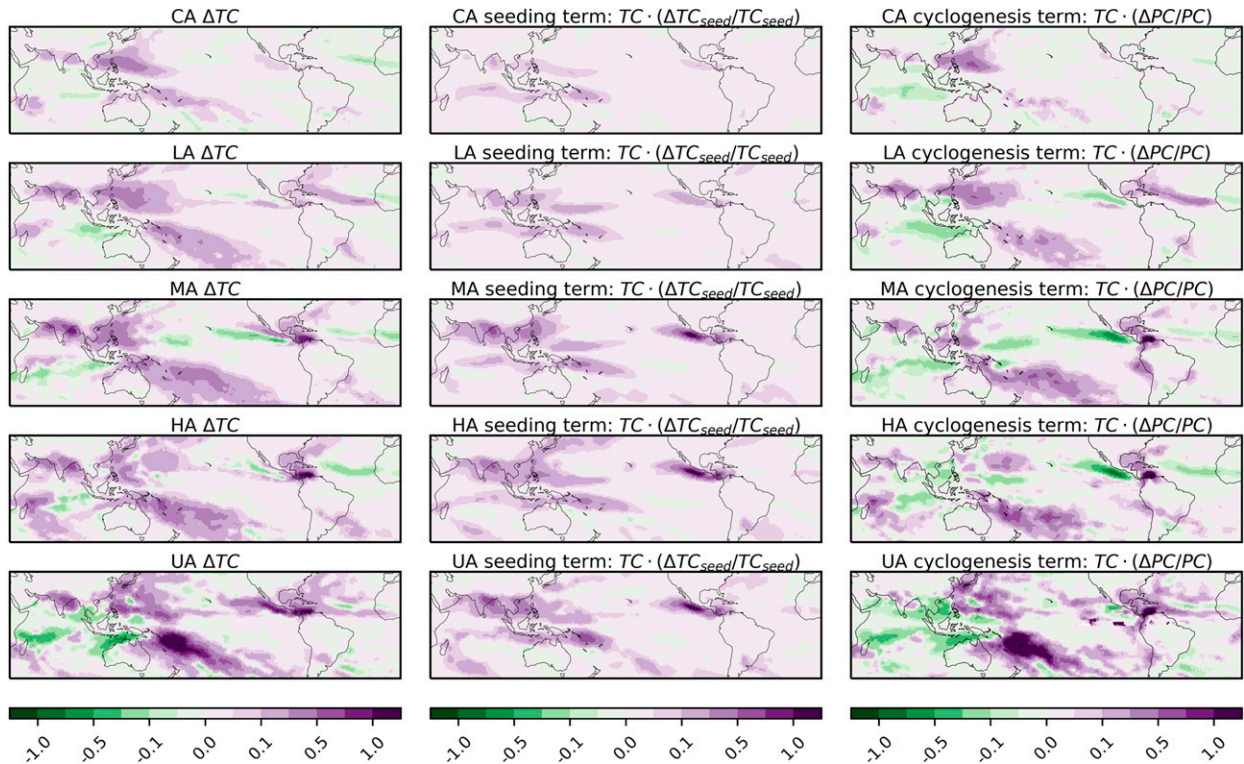 CA ΔTC CA seeding term: TC · (ΔTCseed/TCseed) CA cyclogenesis term: TC · (ΔPC/PC)
LA ΔTC LA seeding term: TC · (ΔTCseed/TCseed) LA cyclogenesis term: TC · (ΔPC/PC)
MA ΔTC MA seeding term: TC · (ΔTCseed/TCseed) MA cyclogenesis term: TC · (ΔPC/PC)
HA ΔTC HA seeding term: TC · (ΔTCseed/TCseed) HA cyclogenesis term: TC · (ΔPC/PC)
UA ΔTC UA seeding term: TC · (ΔTCseed/TCseed) UA cyclogenesis term: TC · (ΔPC/PC)
-1.0 -0.5 -0.1 0.0 0.1 0.5 1.0 -1.0 -0.5 -0.1 0.0 0.1 0.5 1.0 -1.0 -0.5 -0.1 0.0 0.1 0.5 1.0